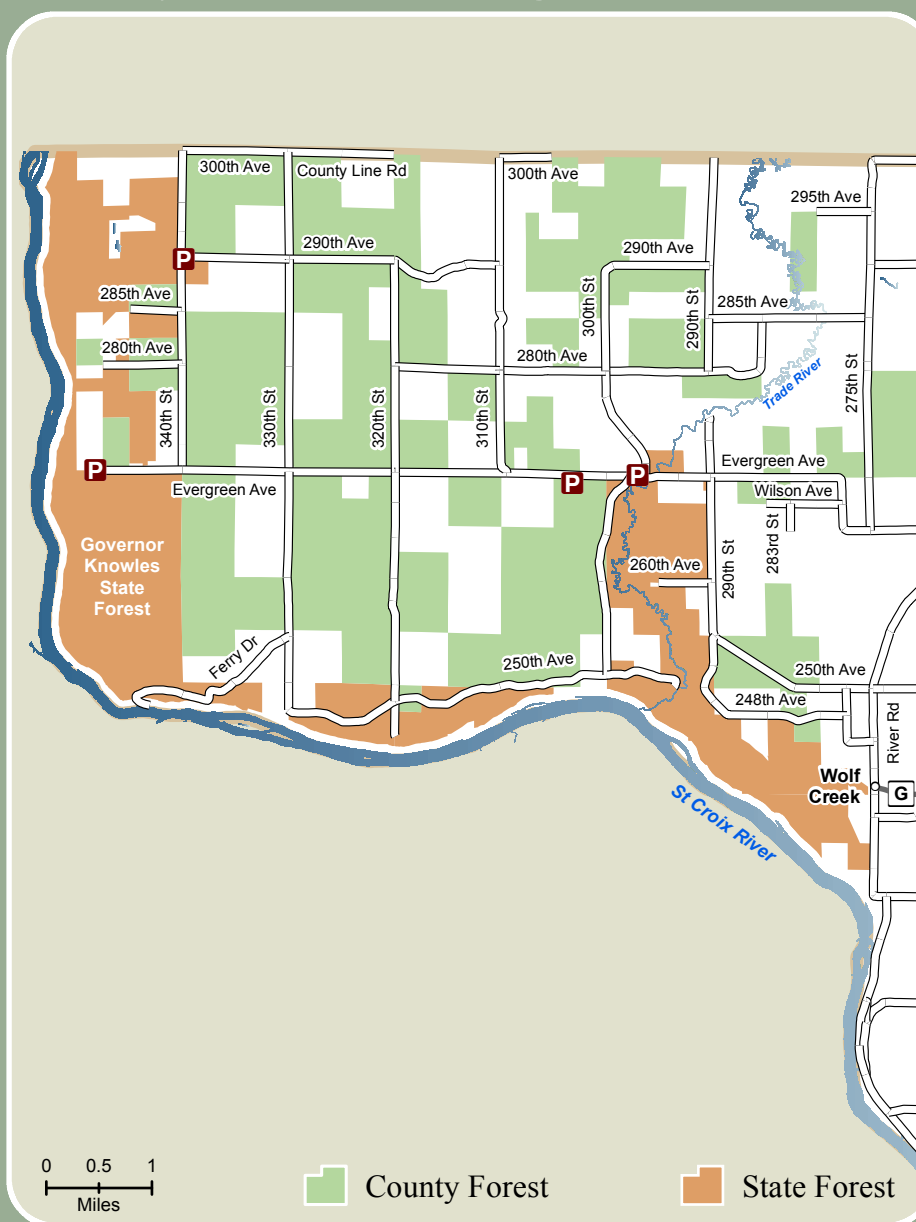 300th Ave
County Line Rd
300th Ave
295th Ave
290th Ave
290th Ave
P
285th Ave
285th Ave
300th St
290th St
280th Ave
280th Ave
Trade River
275th St
340th St
330th St
320th St
310th St
P
Evergreen Ave
P
P
Evergreen Ave
Wilson Ave
283rd St
290th St
260th Ave
Governor
Knowles
State
Forest
Ferry Dr
250th Ave
250th Ave
248th Ave
River Rd
Wolf
Creek
G
St Croix River
0 0.5 1
Miles
County Forest
State Forest